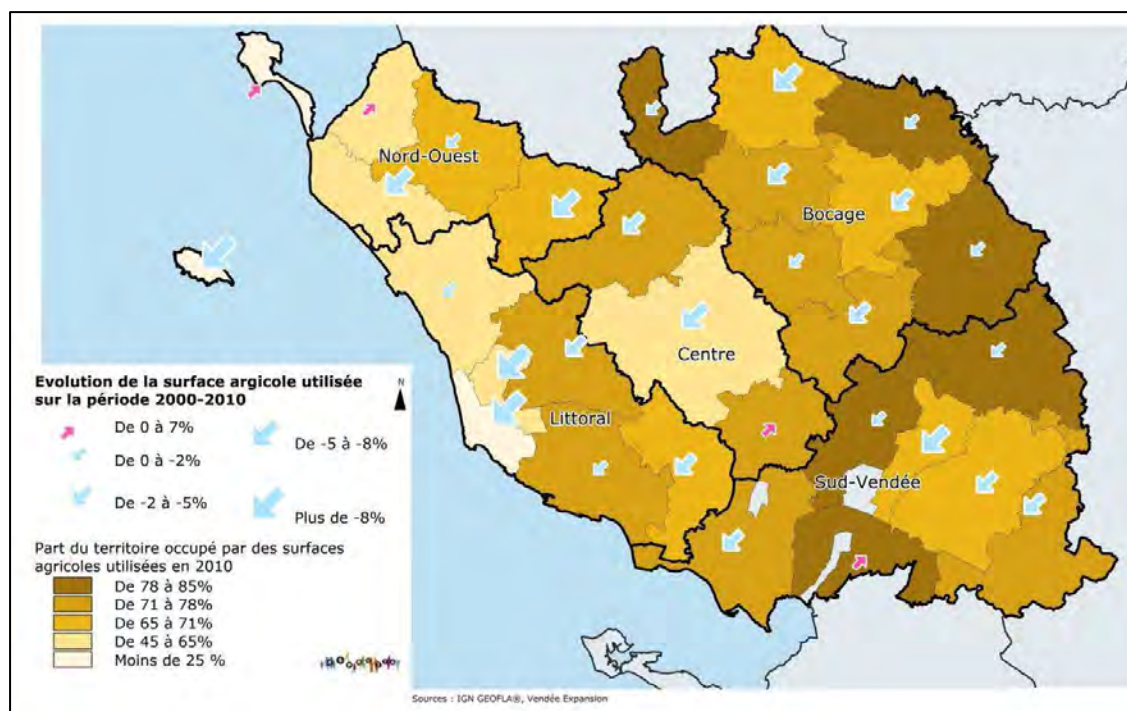 Nord-Ouest
Bocage
Centre
Littoral
Sud-Vendée
Evolution de la surface argicole utilisée
sur la période 2000-2010
N
De 0 à 7%
De 0 à -2%
De -2 à -5%
De -5 à -8%
Plus de -8%
Part du territoire occupé par des surfaces
agricoles utilisées en 2010
De 78 à 85%
De 71 à 78%
De 65 à 71%
De 45 à 65%
Moins de 25 %
Sources : IGN GEOFLA®, Vendée Expansion